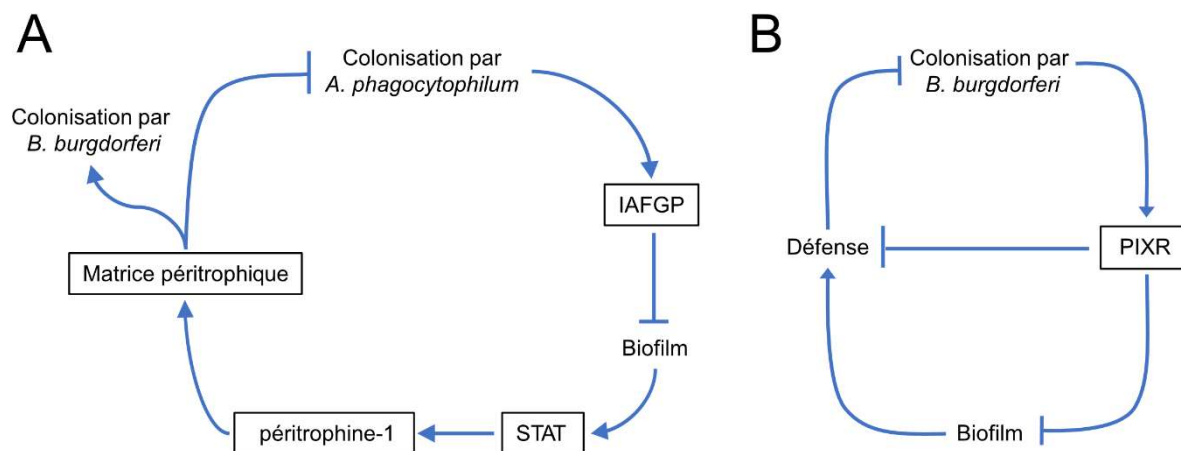 A
Colonisation par
A. phagocytophilum
Colonisation par
B. burgdorferi
IAFGP
Matrice péritrophique
Biofilm
péritrophine-1
STAT
B
Colonisation par
B. burgdorferi
Défense
PIXR
Biofilm